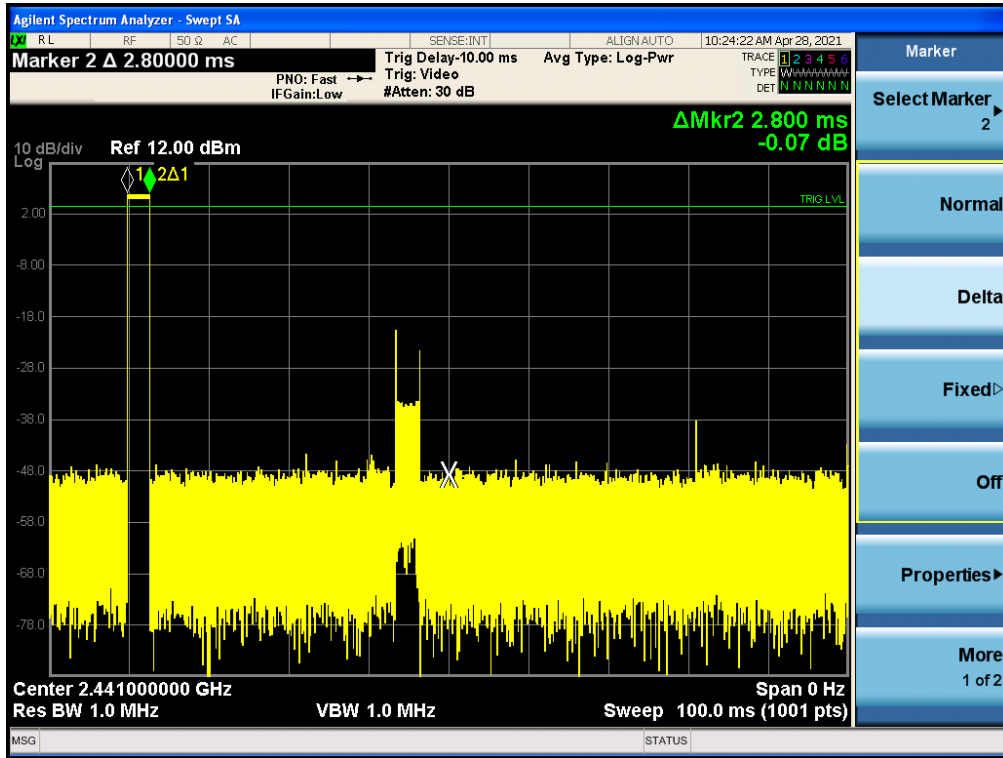 Agilent Spectrum Analyzer - Swept SA
LXI RL RF 50 Ω AC SENSE:INT ALIGN AUTO 10:24:22 AM Apr 28, 2021
Marker 2 Δ 2.80000 ms
Trig Delay-10.00 ms
Avg Type: Log-Pwr
TRACE 1 2 3 4 5 6
PNO: Fast
Trig: Video
TYPE W
IFGain:Low
#Atten: 30 dB
DET N N N N N N
ΔMkr2 2.800 ms
-0.07 dB
10 dB/div
Log
Ref 12.00 dBm
1
2Δ1
TRIG LVL
2.00
-8.00
-18.0
-28.0
-38.0
-48.0
-58.0
-68.0
-78.0
X
Center 2.441000000 GHz
Span 0 Hz
Res BW 1.0 MHz
VBW 1.0 MHz
Sweep 100.0 ms (1001 pts)
MSG
STATUS
Marker
Select Marker
2
Normal
Delta
Fixed
Off
Properties
More
1 of 2